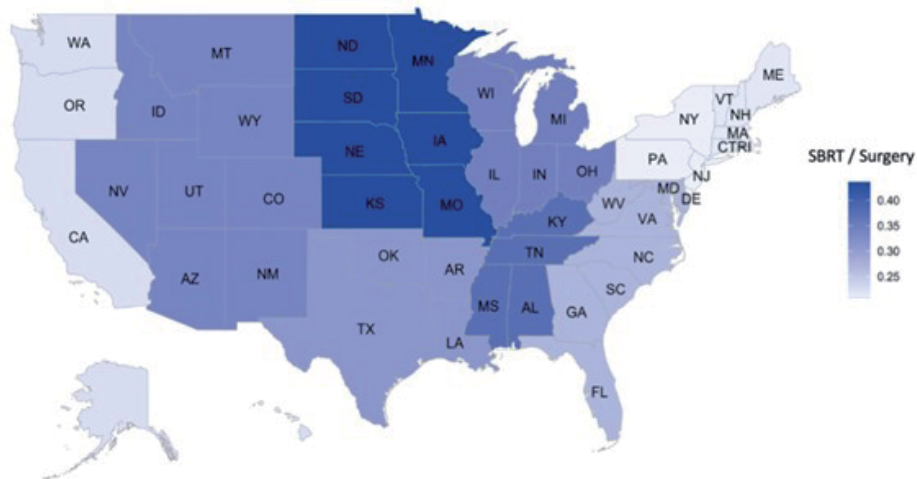 WA
MT
ND
MN
ME
VT
NH
OR
ID
SD
WI
NY
MA
WY
MI
CTRI
IA
PA
NE
NJ
SBRT / Surgery
OH
MD
DE
NV
UT
CO
IL
IN
WV
0.40
KS
MO
VA
KY
0.35
CA
NC
0.30
OK
TN
AZ
NM
AR
SC
0.25
MS
AL
GA
TX
LA
FL